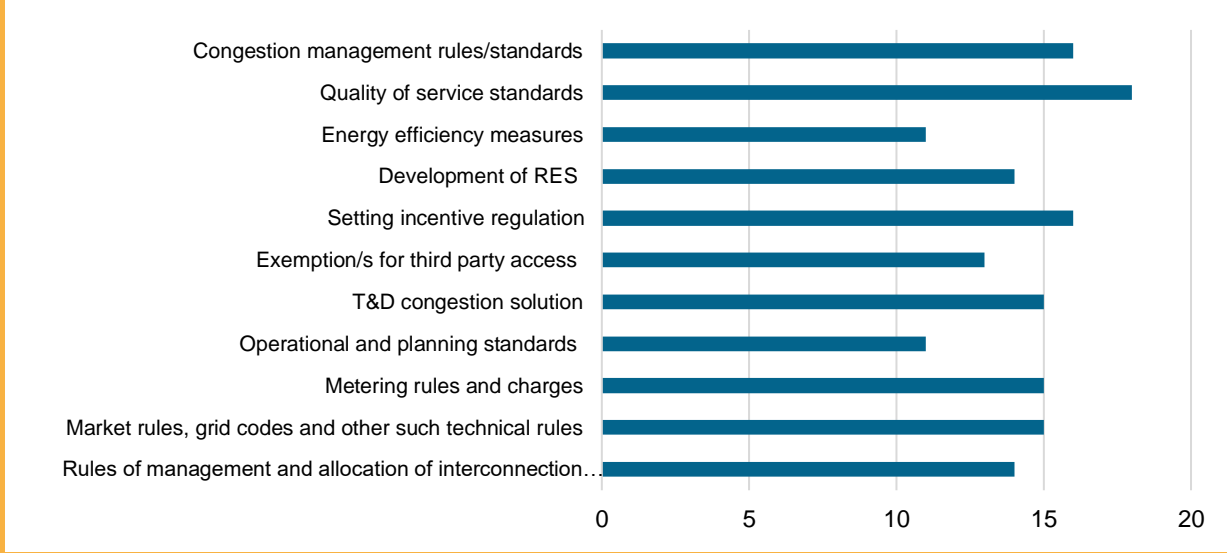 Congestion management rules/standards
Quality of service standards
Energy efficiency measures
Development of RES
Setting incentive regulation
Exemption/s for third party access
T&D congestion solution
Operational and planning standards
Metering rules and charges
Market rules, grid codes and other such technical rules
Rules of management and allocation of interconnection…
0 5 10 15 20